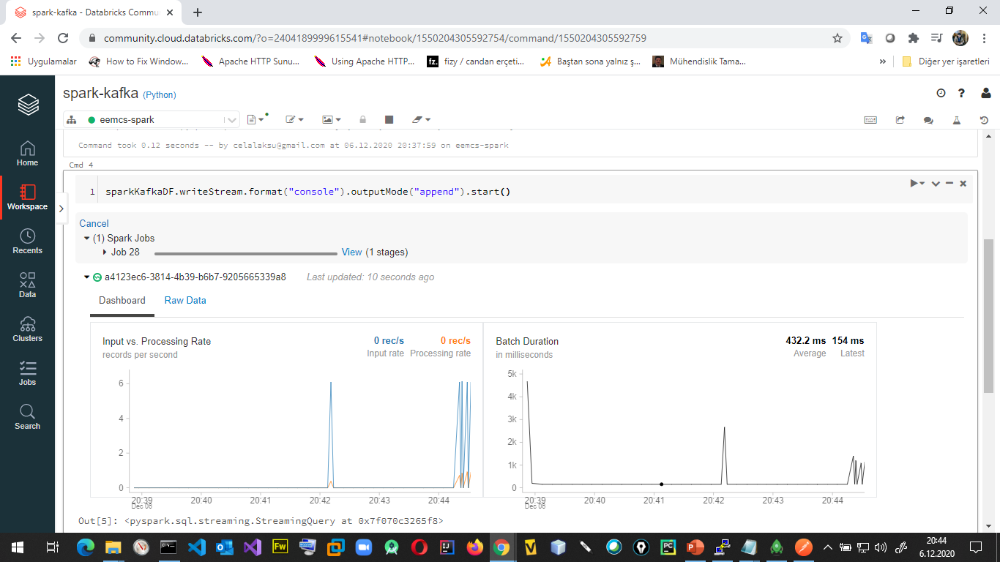 spark-kafka - Databricks Commu
community.cloud.databricks.com/?o=2404189999615541#notebook/1550204305592754/command/1550204305592759
Uygulamalar
How to Fix Window...
Apache HTTP Sunu...
Using Apache HTTP...
fizy / candan erçeti...
Baştan sona yalnız ş...
Mühendislik Tama...
»
Diğer yer işaretleri
spark-kafka (Python)
eemcs-spark
Home
Workspace
Recents
Data
Clusters
Jobs
Search
Command took 0.12 seconds -- by celalaksu@gmail.com at 06.12.2020 20:37:59 on eemcs-spark
Cmd 4
1 sparkKafkaDF.writeStream.format("console").outputMode("append").start()
Cancel
(1) Spark Jobs
Job 28 View (1 stages)
a4123ec6-3814-4b39-b6b7-9205665339a8 Last updated: 10 seconds ago
Dashboard Raw Data
Input vs. Processing Rate
records per second
0 rec/s 0 rec/s
Input rate Processing rate
6
4
2
0
20:39 20:40 20:41 20:42 20:43 20:44
Dec 06
Batch Duration
in milliseconds
432.2 ms 154 ms
Average Latest
5k
4k
3k
2k
1k
0
20:39 20:40 20:41 20:42 20:43 20:44
Dec 06
Out[5]: <pyspark.sql.streaming.StreamingQuery at 0x7f070c3265f8>
20:44
6.12.2020